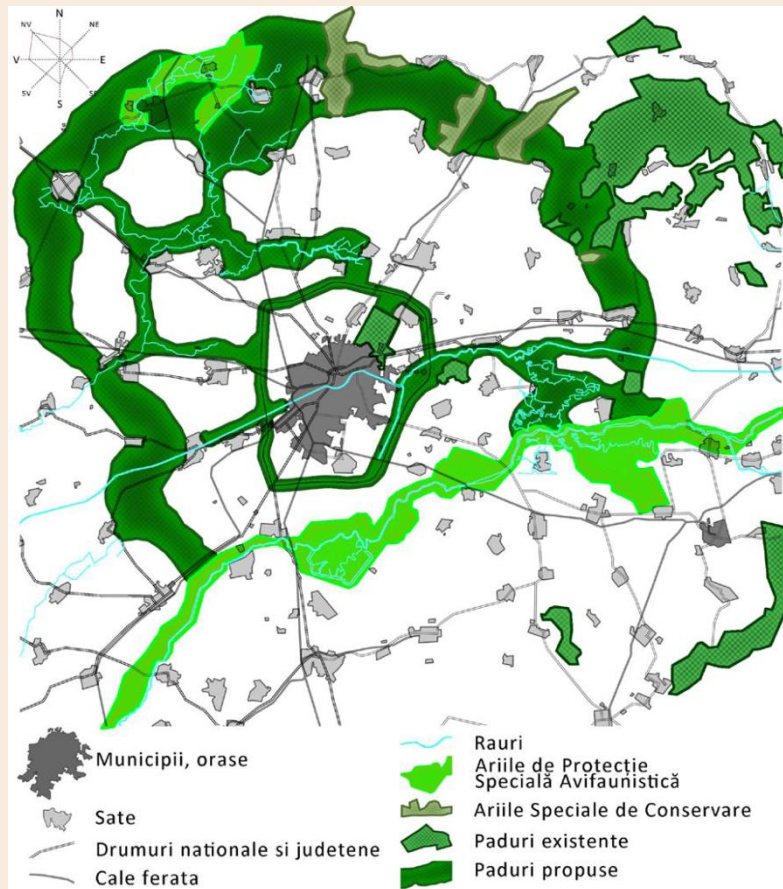 N
NV
NE
V
E
SV
S
Municipii, orase
Sate
Drumuri nationale si judetene
Cale ferata
Rauri
Ariile de Protecție
Specială Avifaunistică
Ariile Speciale de Conservare
Paduri existente
Paduri propuse